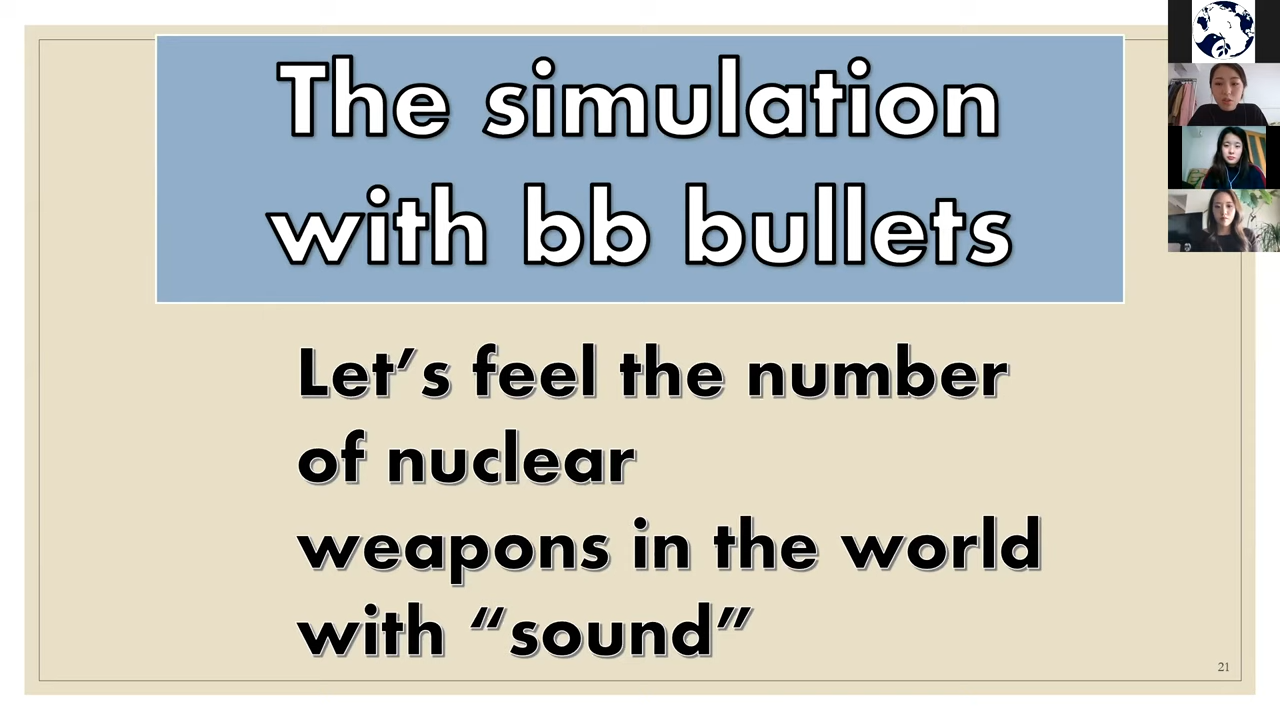 The simulation
with bb bullets
Let’s feel the number
of nuclear
weapons in the world
with “sound”
21